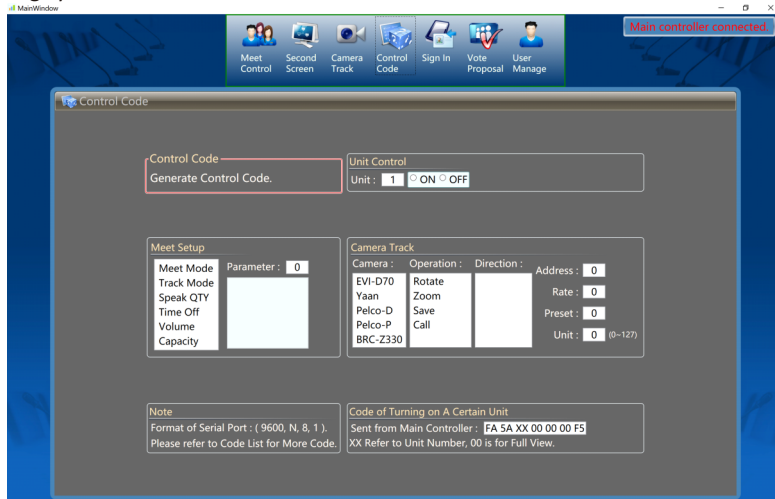 MainWindow
Main controller connected.
Meet Control
Second Screen
Camera Track
Control Code
Sign In
Vote Proposal
User Manage
Control Code
Control Code
Generate Control Code.
Unit Control
Unit : 1 ON OFF
Meet Setup
Meet Mode
Track Mode
Speak QTY
Time Off
Volume
Capacity
Parameter : 0
Camera Track
Camera :
EVI-D70
Yaan
Pelco-D
Pelco-P
BRC-Z330
Operation :
Rotate
Zoom
Save
Call
Direction :
Address : 0
Rate : 0
Preset : 0
Unit : 0 (0~127)
Note
Format of Serial Port : ( 9600, N, 8, 1 ).
Please refer to Code List for More Code.
Code of Turning on A Certain Unit
Sent from Main Controller : FA 5A XX 00 00 00 F5
XX Refer to Unit Number, 00 is for Full View.